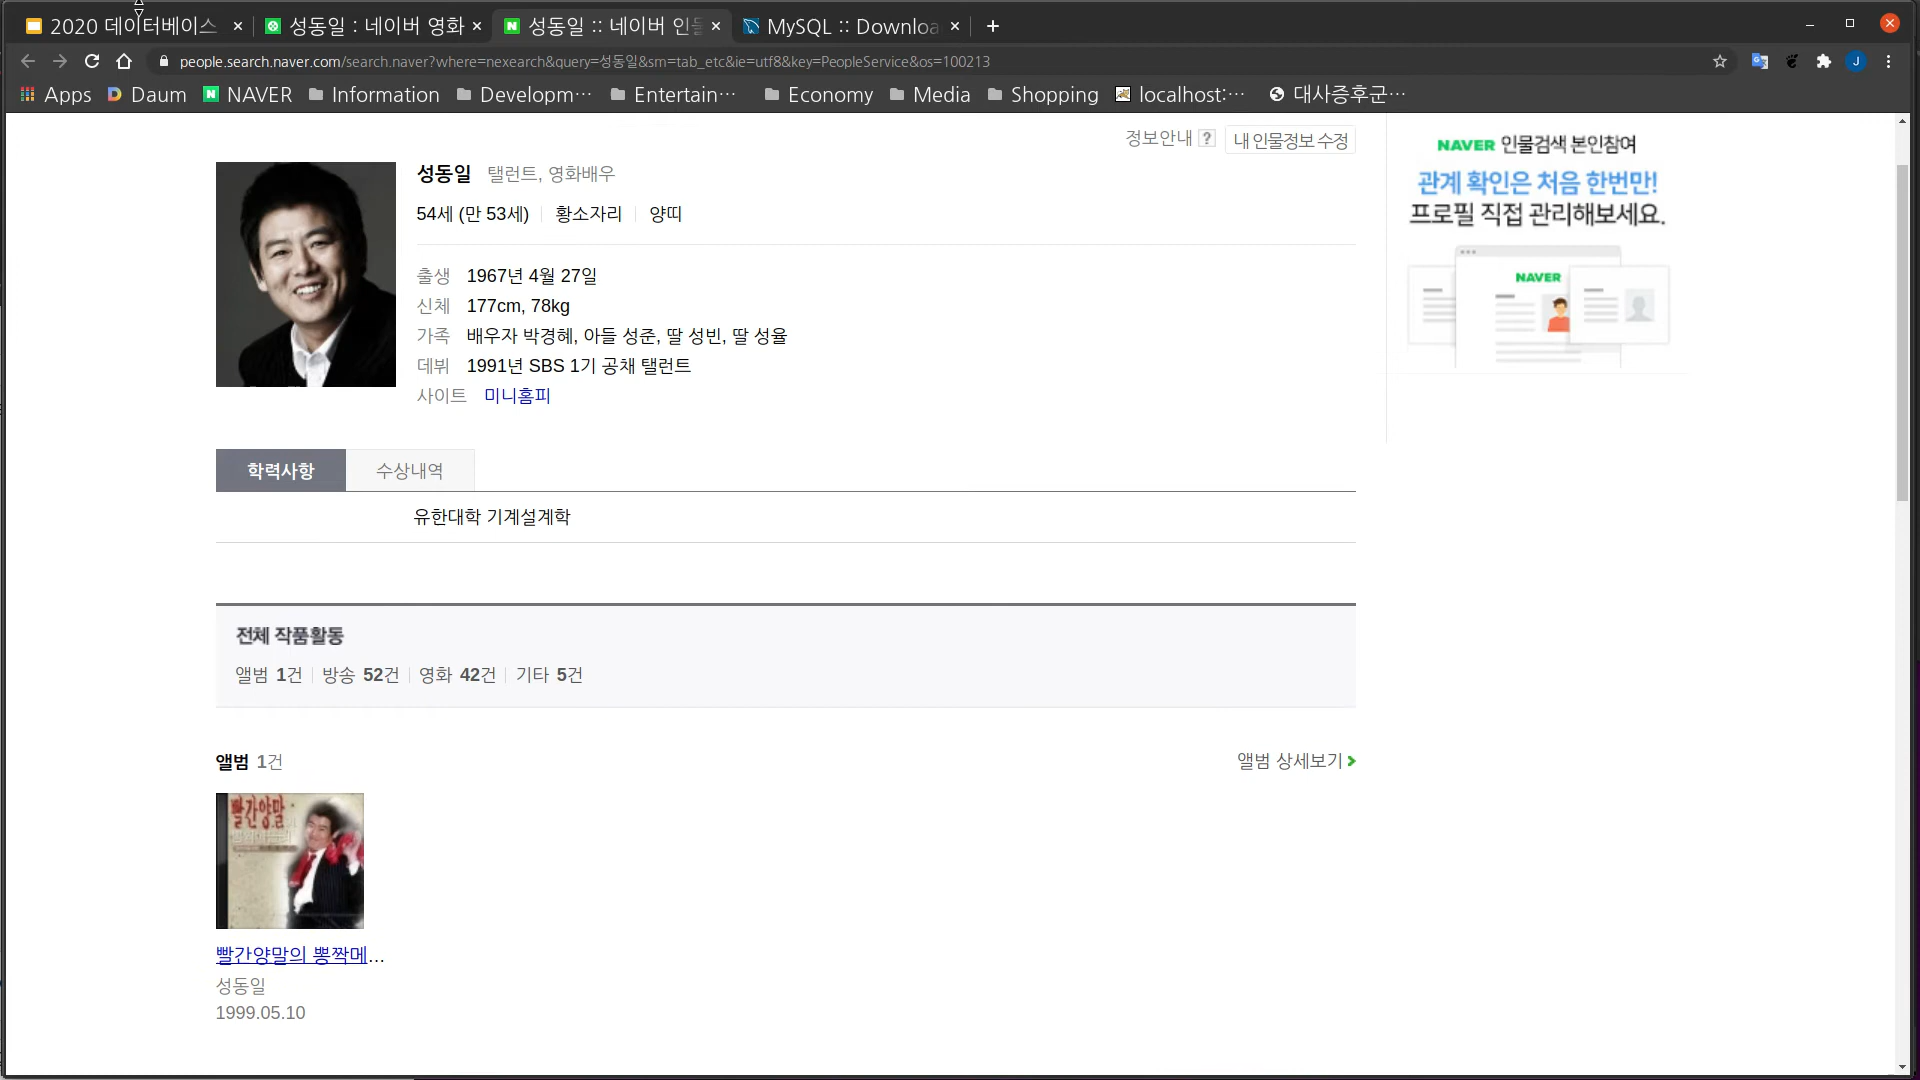 2020 데이터베이스
성동일 : 네이버 영화
성동일 :: 네이버 인
MySQL :: Downloa
people.search.naver.com/search.naver?where=nexearch&query=성동일&sm=tab_etc&ie=utf8&key=PeopleService&os=100213
Apps Daum NAVER Information Developm… Entertain… Economy Media Shopping localhost:… 대사증후군…
정보안내 ? 내 인물정보 수정
성동일 탤런트, 영화배우
54세 (만 53세) 황소자리 양띠
출생 1967년 4월 27일
신체 177cm, 78kg
가족 배우자 박경혜, 아들 성준, 딸 성빈, 딸 성율
데뷔 1991년 SBS 1기 공채 탤런트
사이트 미니홈피
NAVER 인물검색 본인참여
관계 확인은 처음 한번만!
프로필 직접 관리해보세요.
NAVER
학력사항 수상내역
유한대학 기계설계학
전체 작품활동
앨범 1건 방송 52건 영화 42건 기타 5건
앨범 1건 앨범 상세보기
빨간양말
빨간양말의 뽕짝메...
성동일
1999.05.10